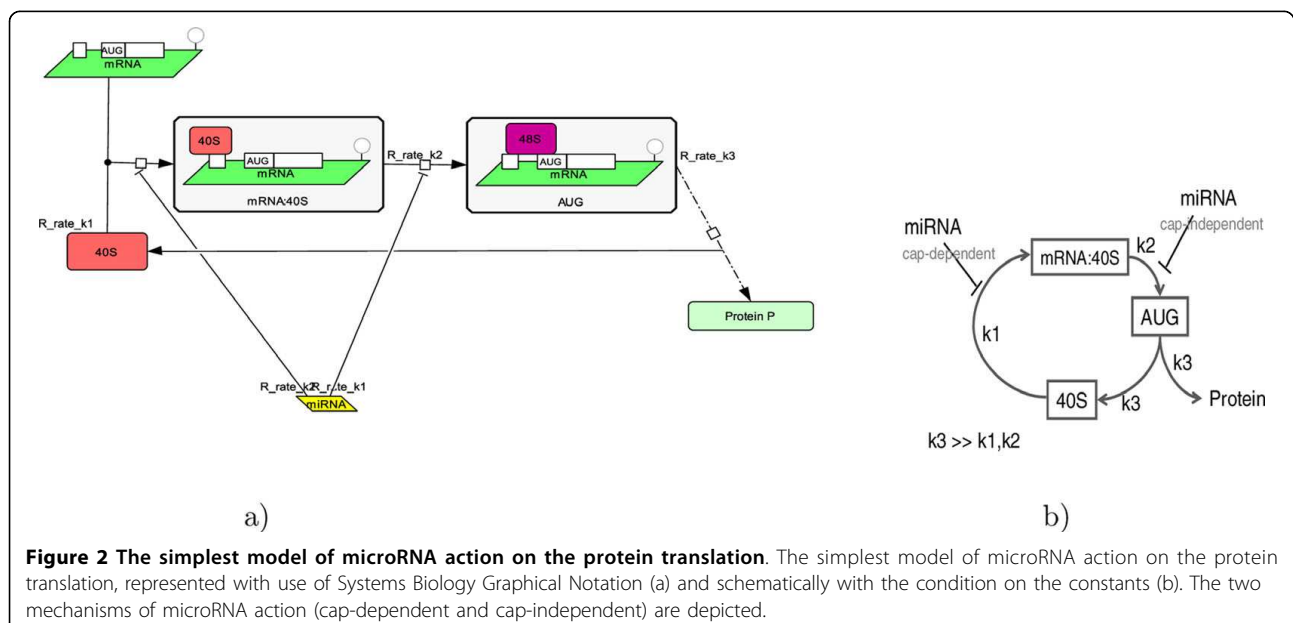 AUG
mRNA
40S
AUG
mRNA
mRNA:40S
R_rate_k2
48S
AUG
mRNA
AUG
R_rate_k3
R_rate_k1
40S
Protein P
R_rate_k2
R_rate_k1
miRNA
a)
miRNA
cap-dependent
miRNA
cap-independent
k2
mRNA:40S
AUG
k1
k3
k3
40S
Protein
k3 >> k1,k2
b)
Figure 2 The simplest model of microRNA action on the protein translation. The simplest model of microRNA action on the protein
translation, represented with use of Systems Biology Graphical Notation (a) and schematically with the condition on the constants (b). The two
mechanisms of microRNA action (cap-dependent and cap-independent) are depicted.